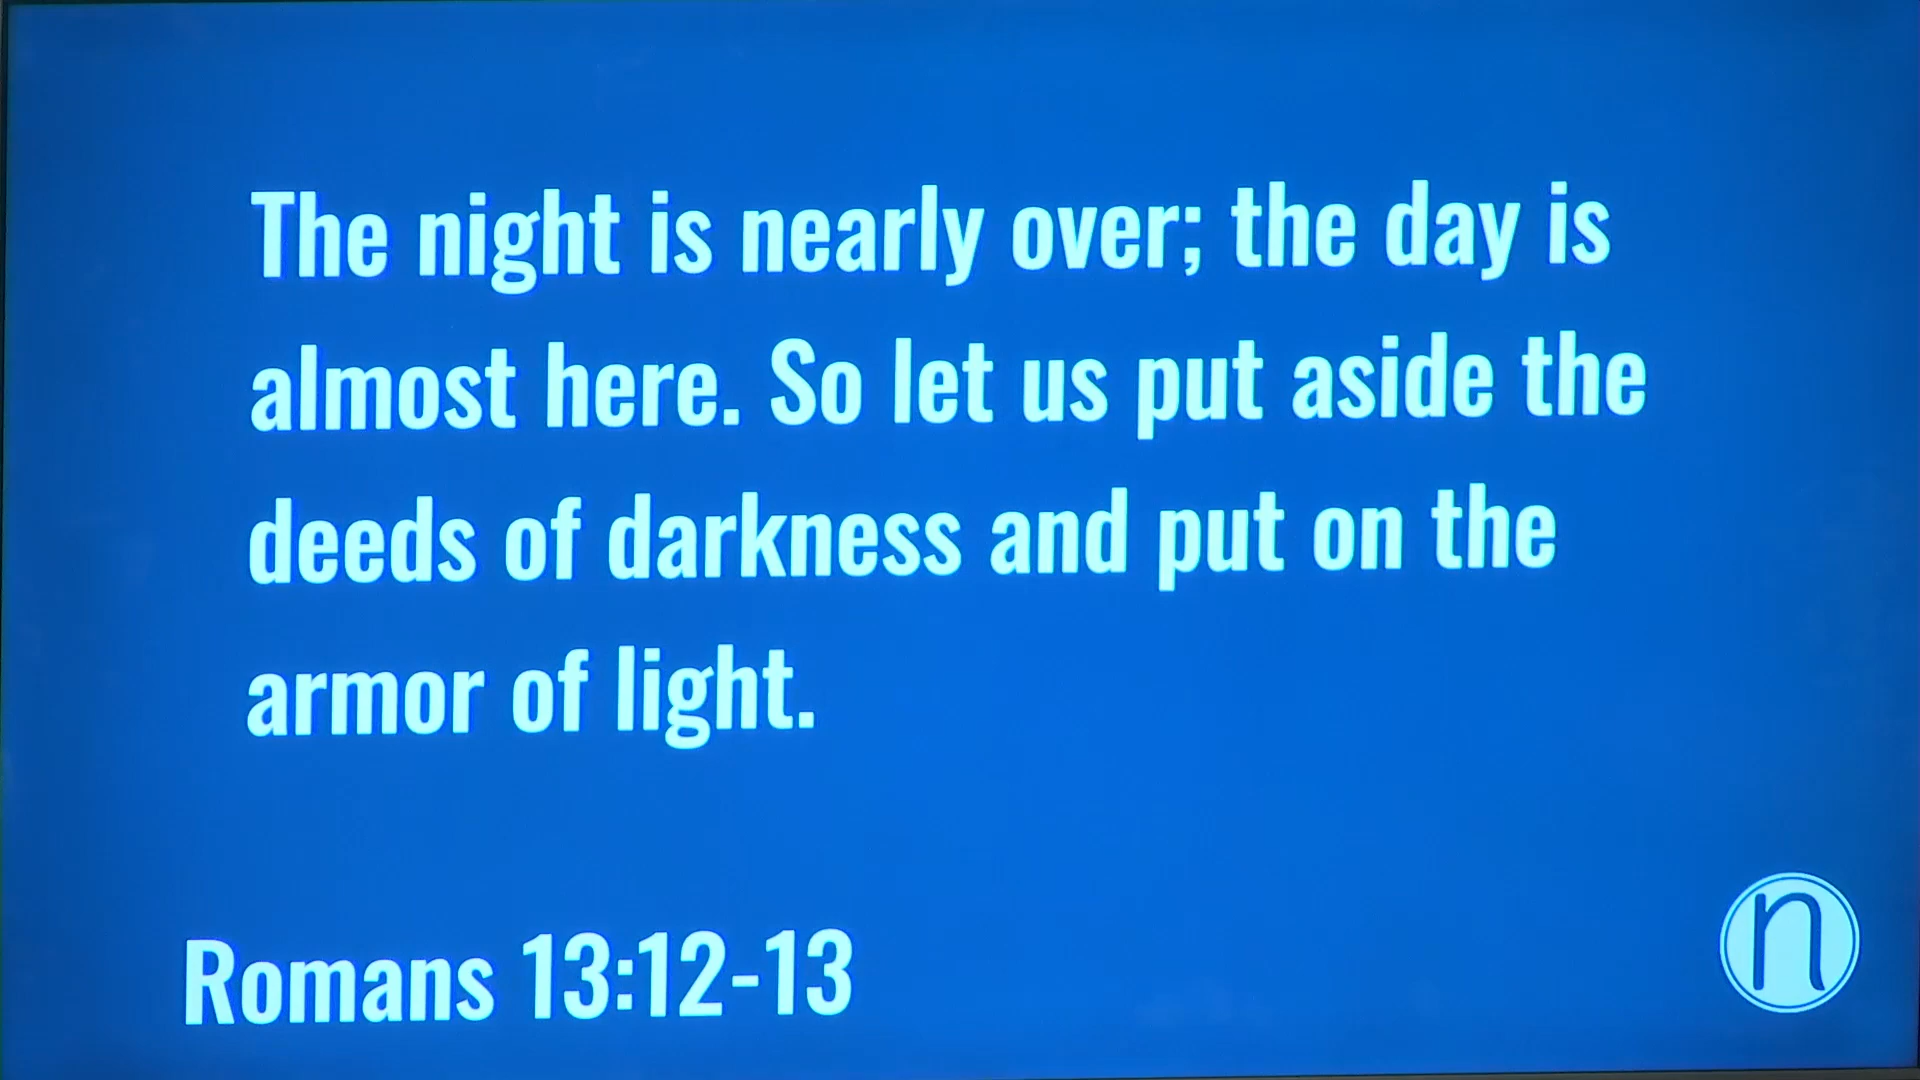 The night is nearly over; the day is
almost here. So let us put aside the
deeds of darkness and put on the
armor of light.
Romans 13:12-13
n